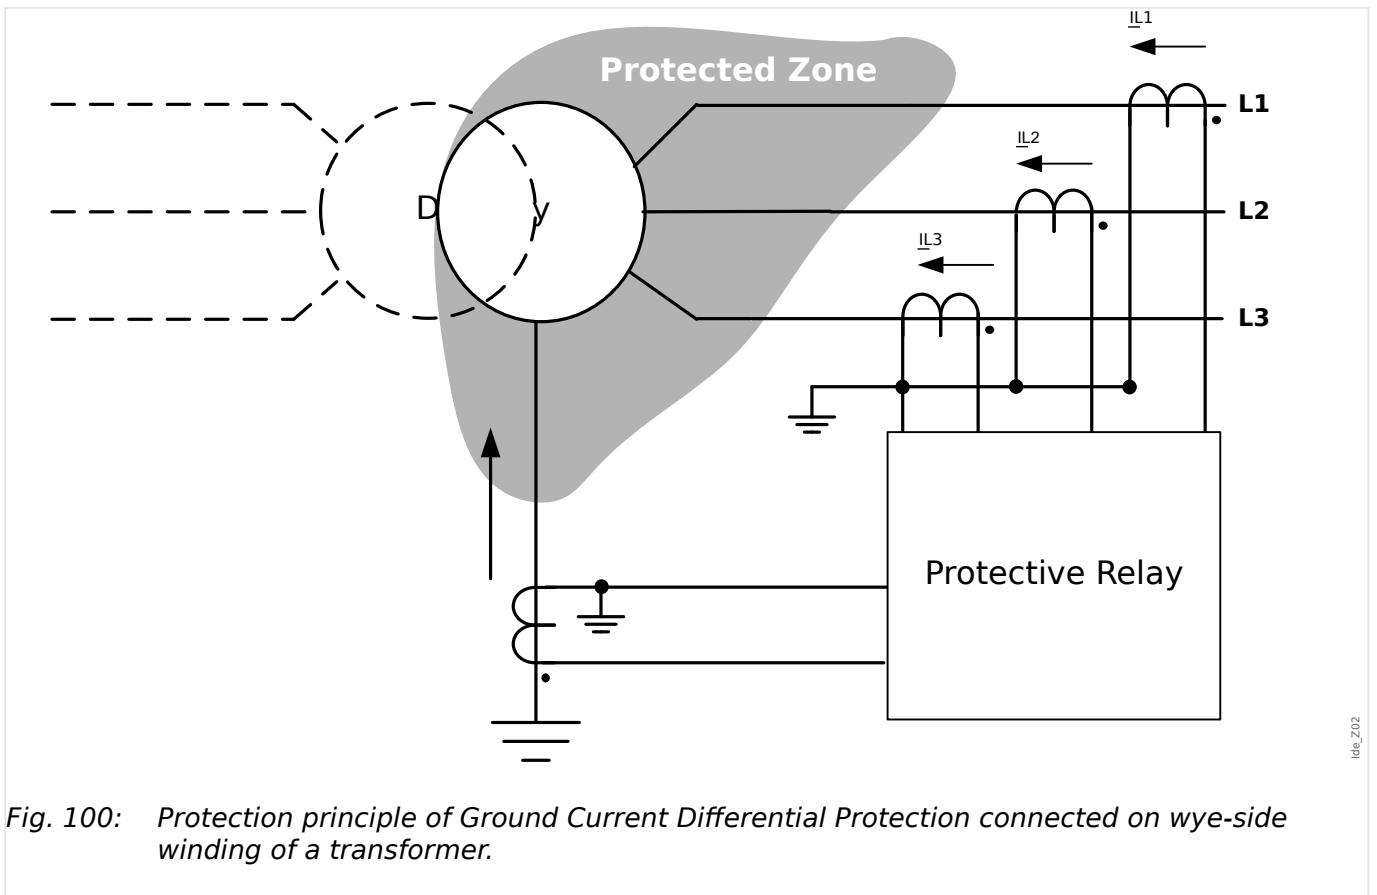 IL1
Protected Zone
L1
IL2
D
y
L2
IL3
L3
Protective Relay
Ide_Z02
Fig. 100: Protection principle of Ground Current Differential Protection connected on wye-side
winding of a transformer.